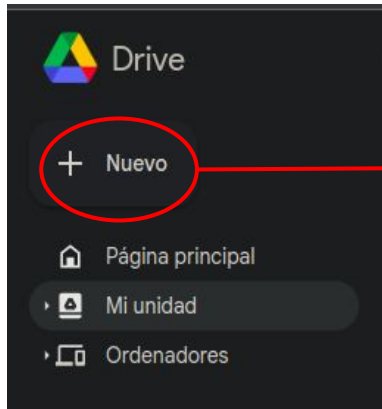 Drive
Nuevo
Página principal
Mi unidad
Ordenadores